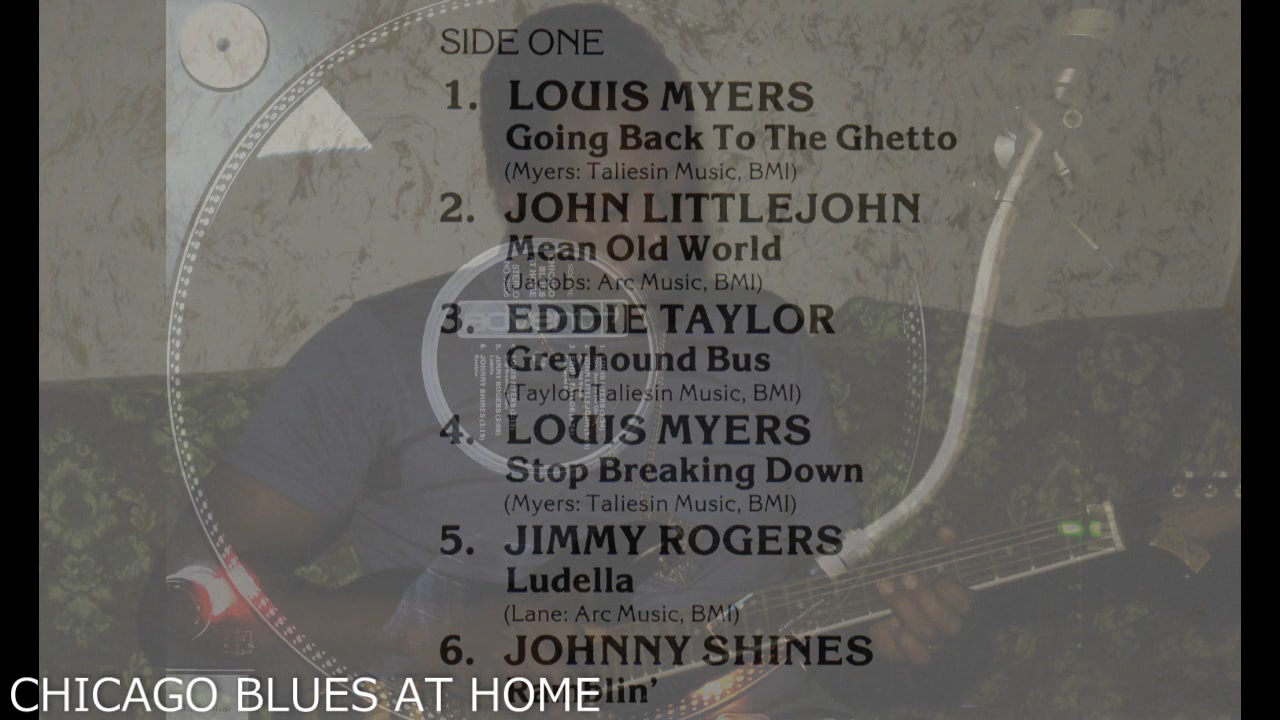 SIDE ONE
1. LOUIS MYERS
Going Back To The Ghetto
(Myers: Taliesin Music, BMI)
2. JOHN LITTLEJOHN
Mean Old World
(Jacobs: Arc Music, BMI)
3. EDDIE TAYLOR
Greyhound Bus
(Taylor: Taliesin Music, BMI)
4. LOUIS MYERS
Stop Breaking Down
(Myers: Taliesin Music, BMI)
5. JIMMY ROGERS
Ludella
(Lane: Arc Music, BMI)
6. JOHNNY SHINES
Ramblin'
CHICAGO BLUES AT HOME